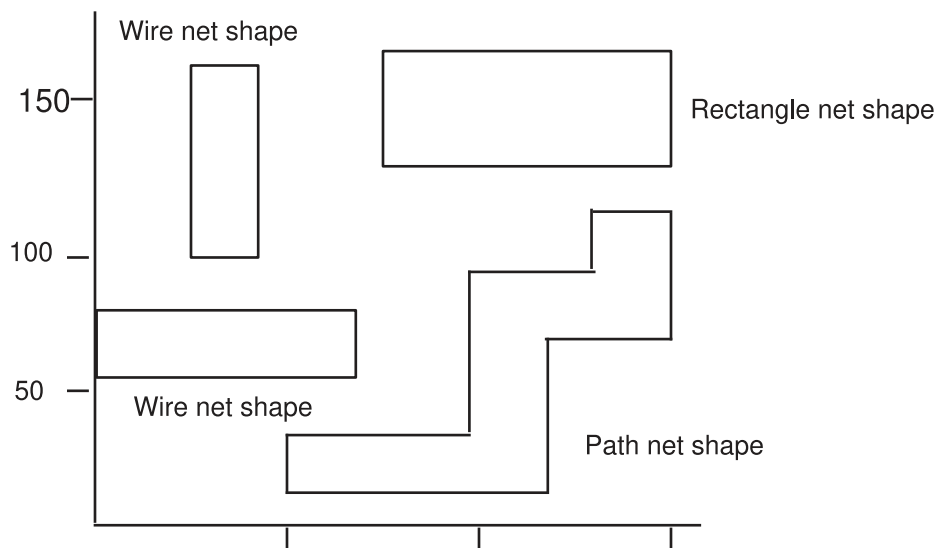 Wire net shape
150
Rectangle net shape
100
50
Wire net shape
Path net shape